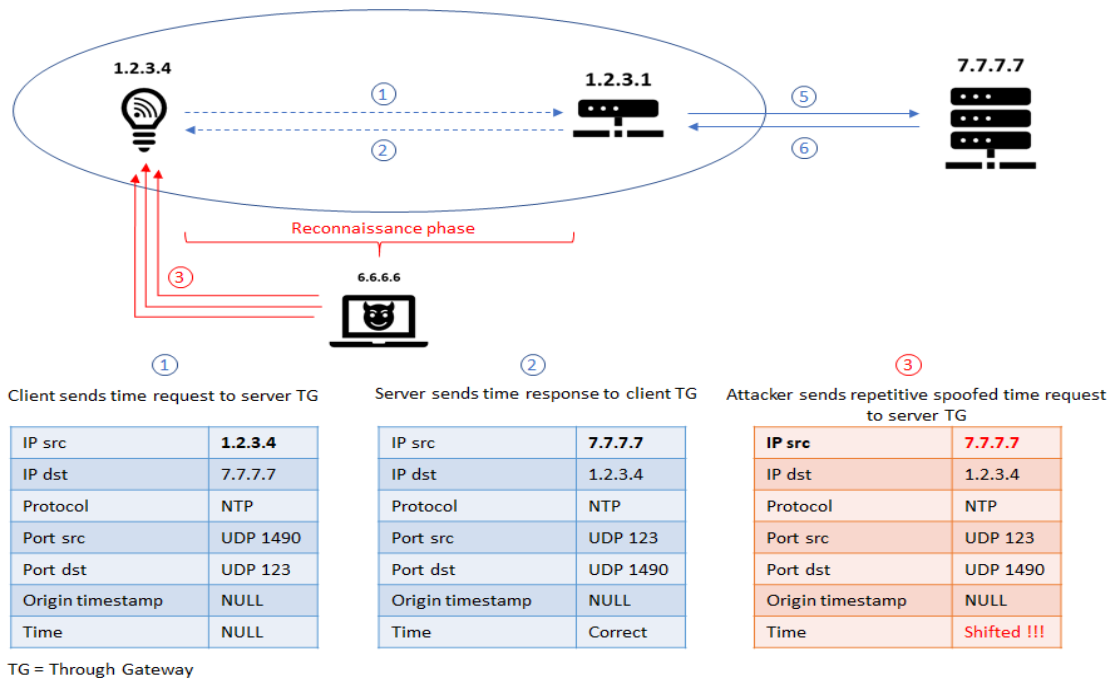 1.2.3.4
1.2.3.1
7.7.7.7
1
2
5
6
Reconnaissance phase
3
6.6.6.6
1
2
3
Client sends time request to server TG
Server sends time response to client TG
Attacker sends repetitive spoofed time request
to server TG
IP src 1.2.3.4
IP dst 7.7.7.7
Protocol NTP
Port src UDP 1490
Port dst UDP 123
Origin timestamp NULL
Time NULL
IP src 7.7.7.7
IP dst 1.2.3.4
Protocol NTP
Port src UDP 123
Port dst UDP 1490
Origin timestamp NULL
Time Correct
IP src 7.7.7.7
IP dst 1.2.3.4
Protocol NTP
Port src UDP 123
Port dst UDP 1490
Origin timestamp NULL
Time Shifted !!!
TG = Through Gateway